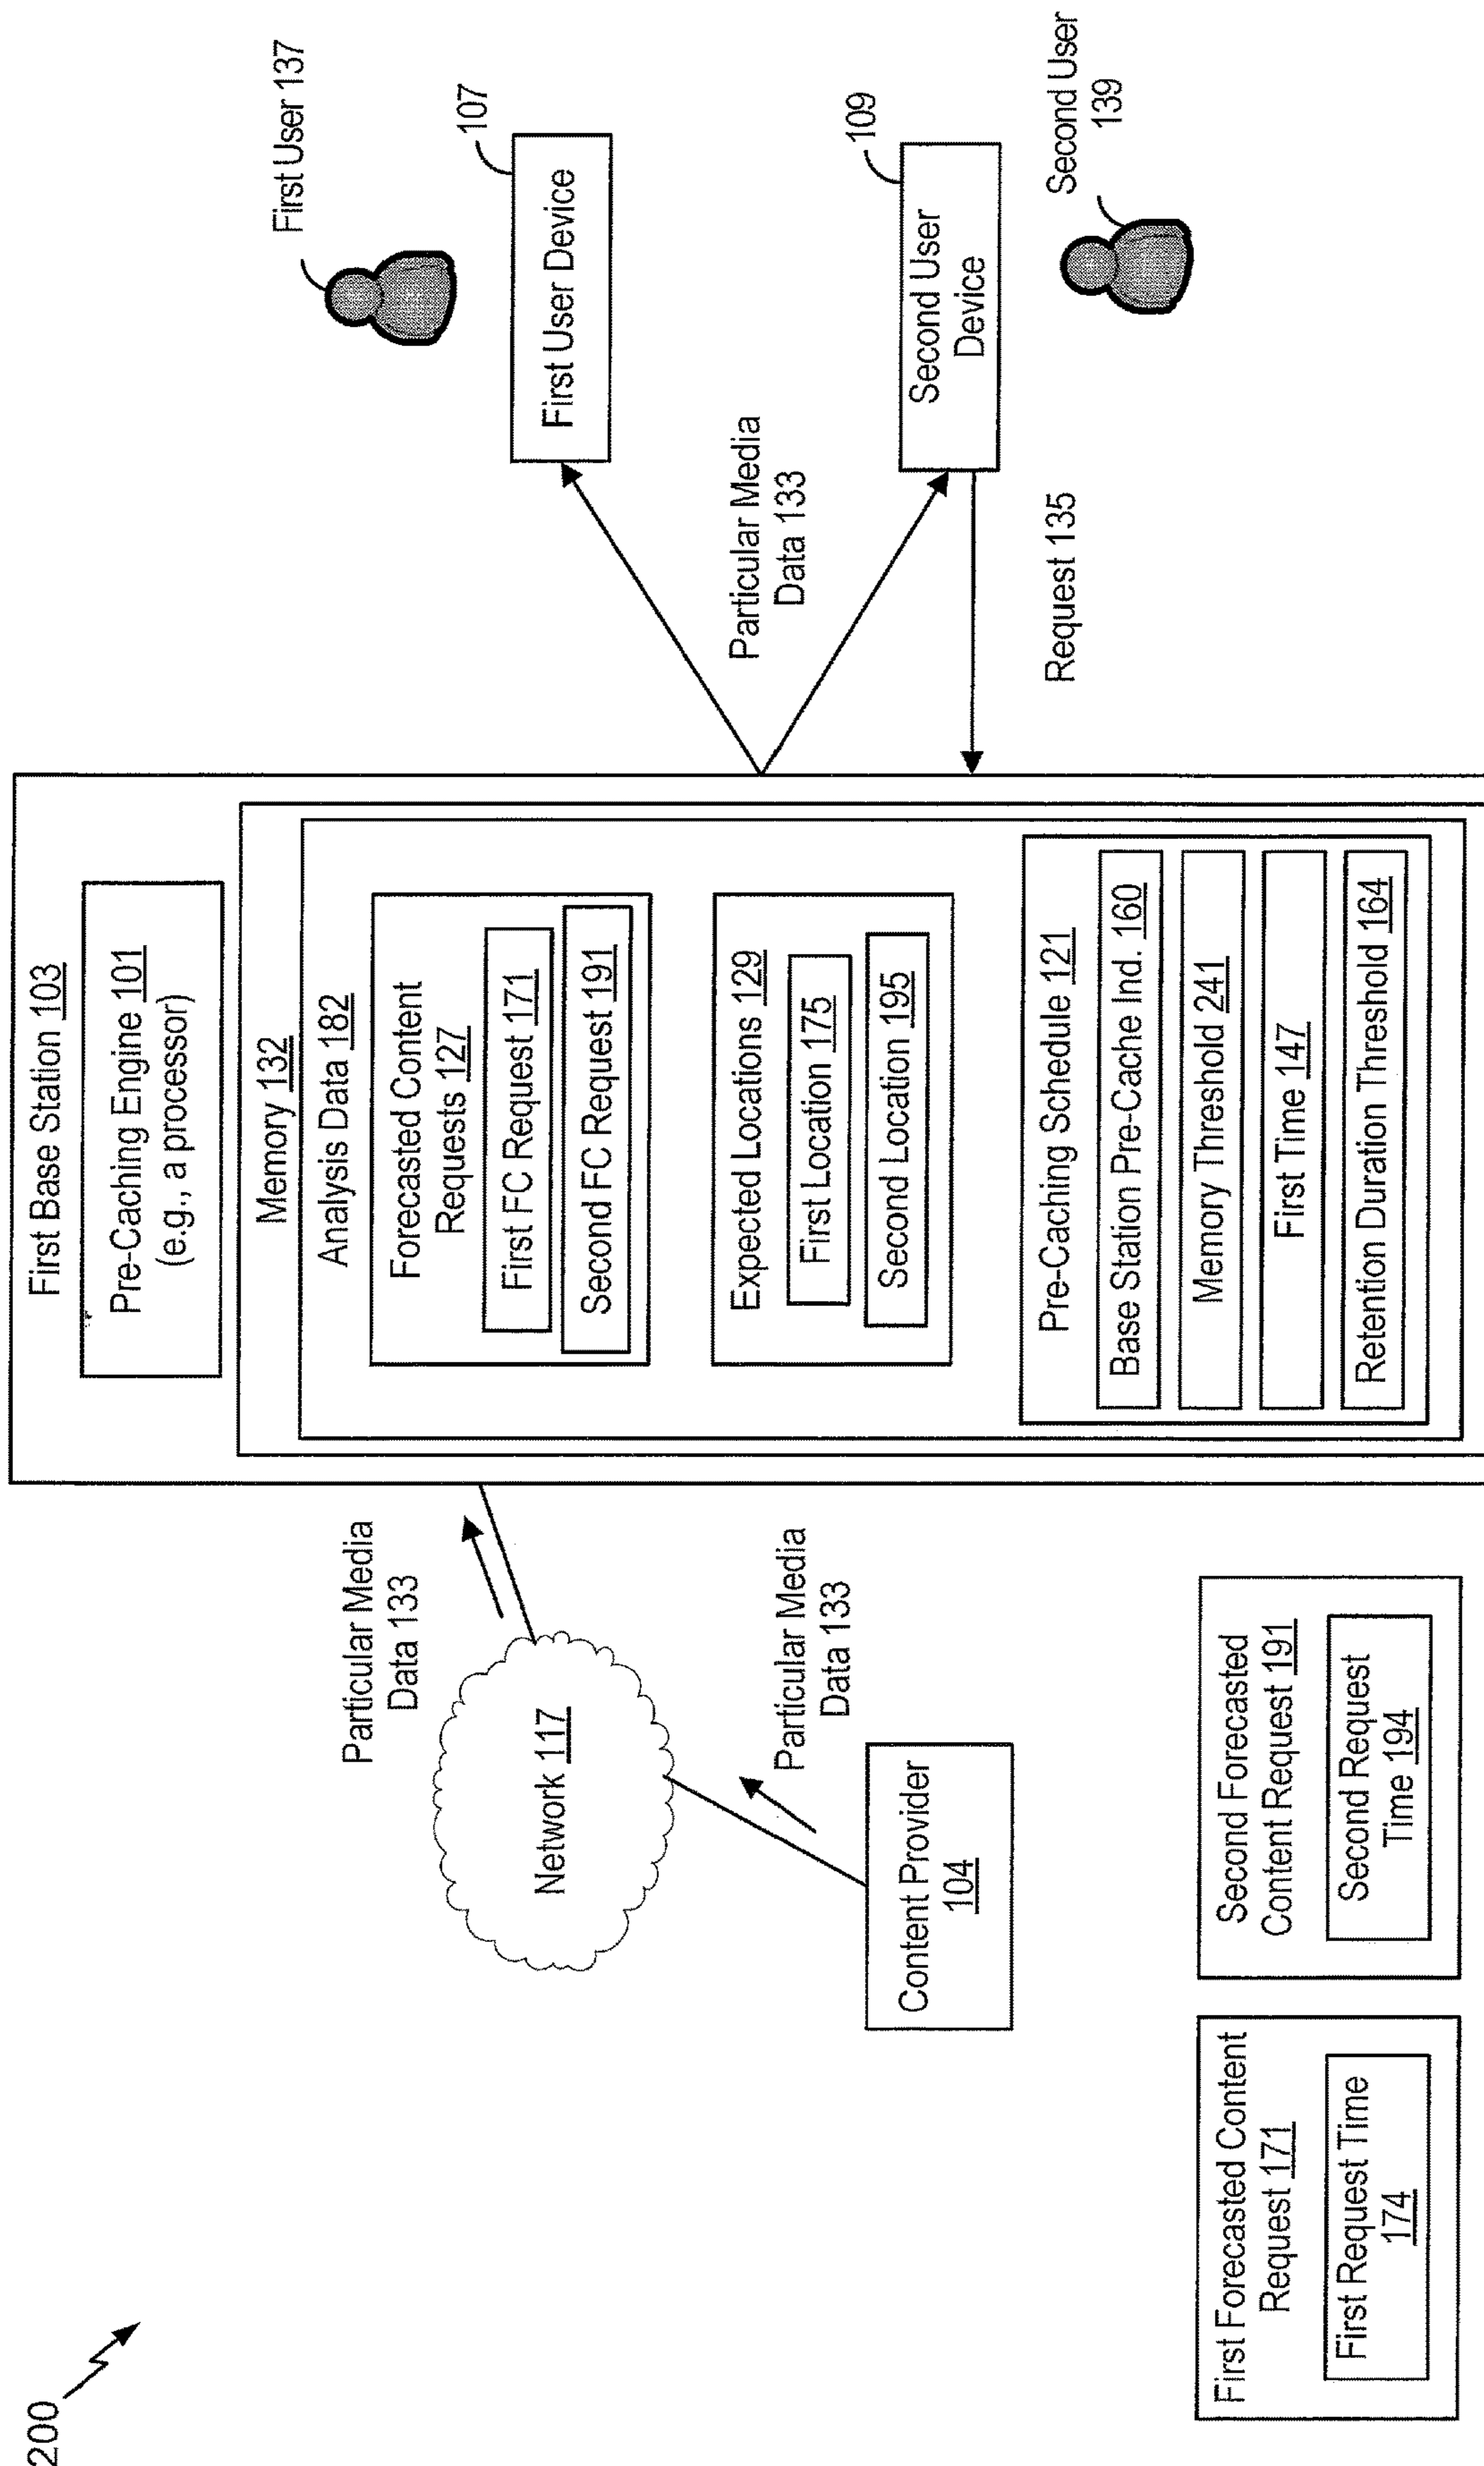 200
First Base Station 103
Pre-Caching Engine 101
(e.g., a processor)
Memory 132
Analysis Data 182
Forecasted Content
Requests 127
First FC Request 171
Second FC Request 191
Expected Locations 129
First Location 175
Second Location 195
Pre-Caching Schedule 121
Base Station Pre-Cache Ind. 160
Memory Threshold 241
First Time 147
Retention Duration Threshold 164
Particular Media
Data 133
Network 117
Particular Media
Data 133
Content Provider
104
First Forecasted Content
Request 171
First Request Time
174
Second Forecasted
Content Request 191
Second Request
Time 194
First User 137
107
First User Device
Particular Media
Data 133
109
Second User
Device
Request 135
Second User
139